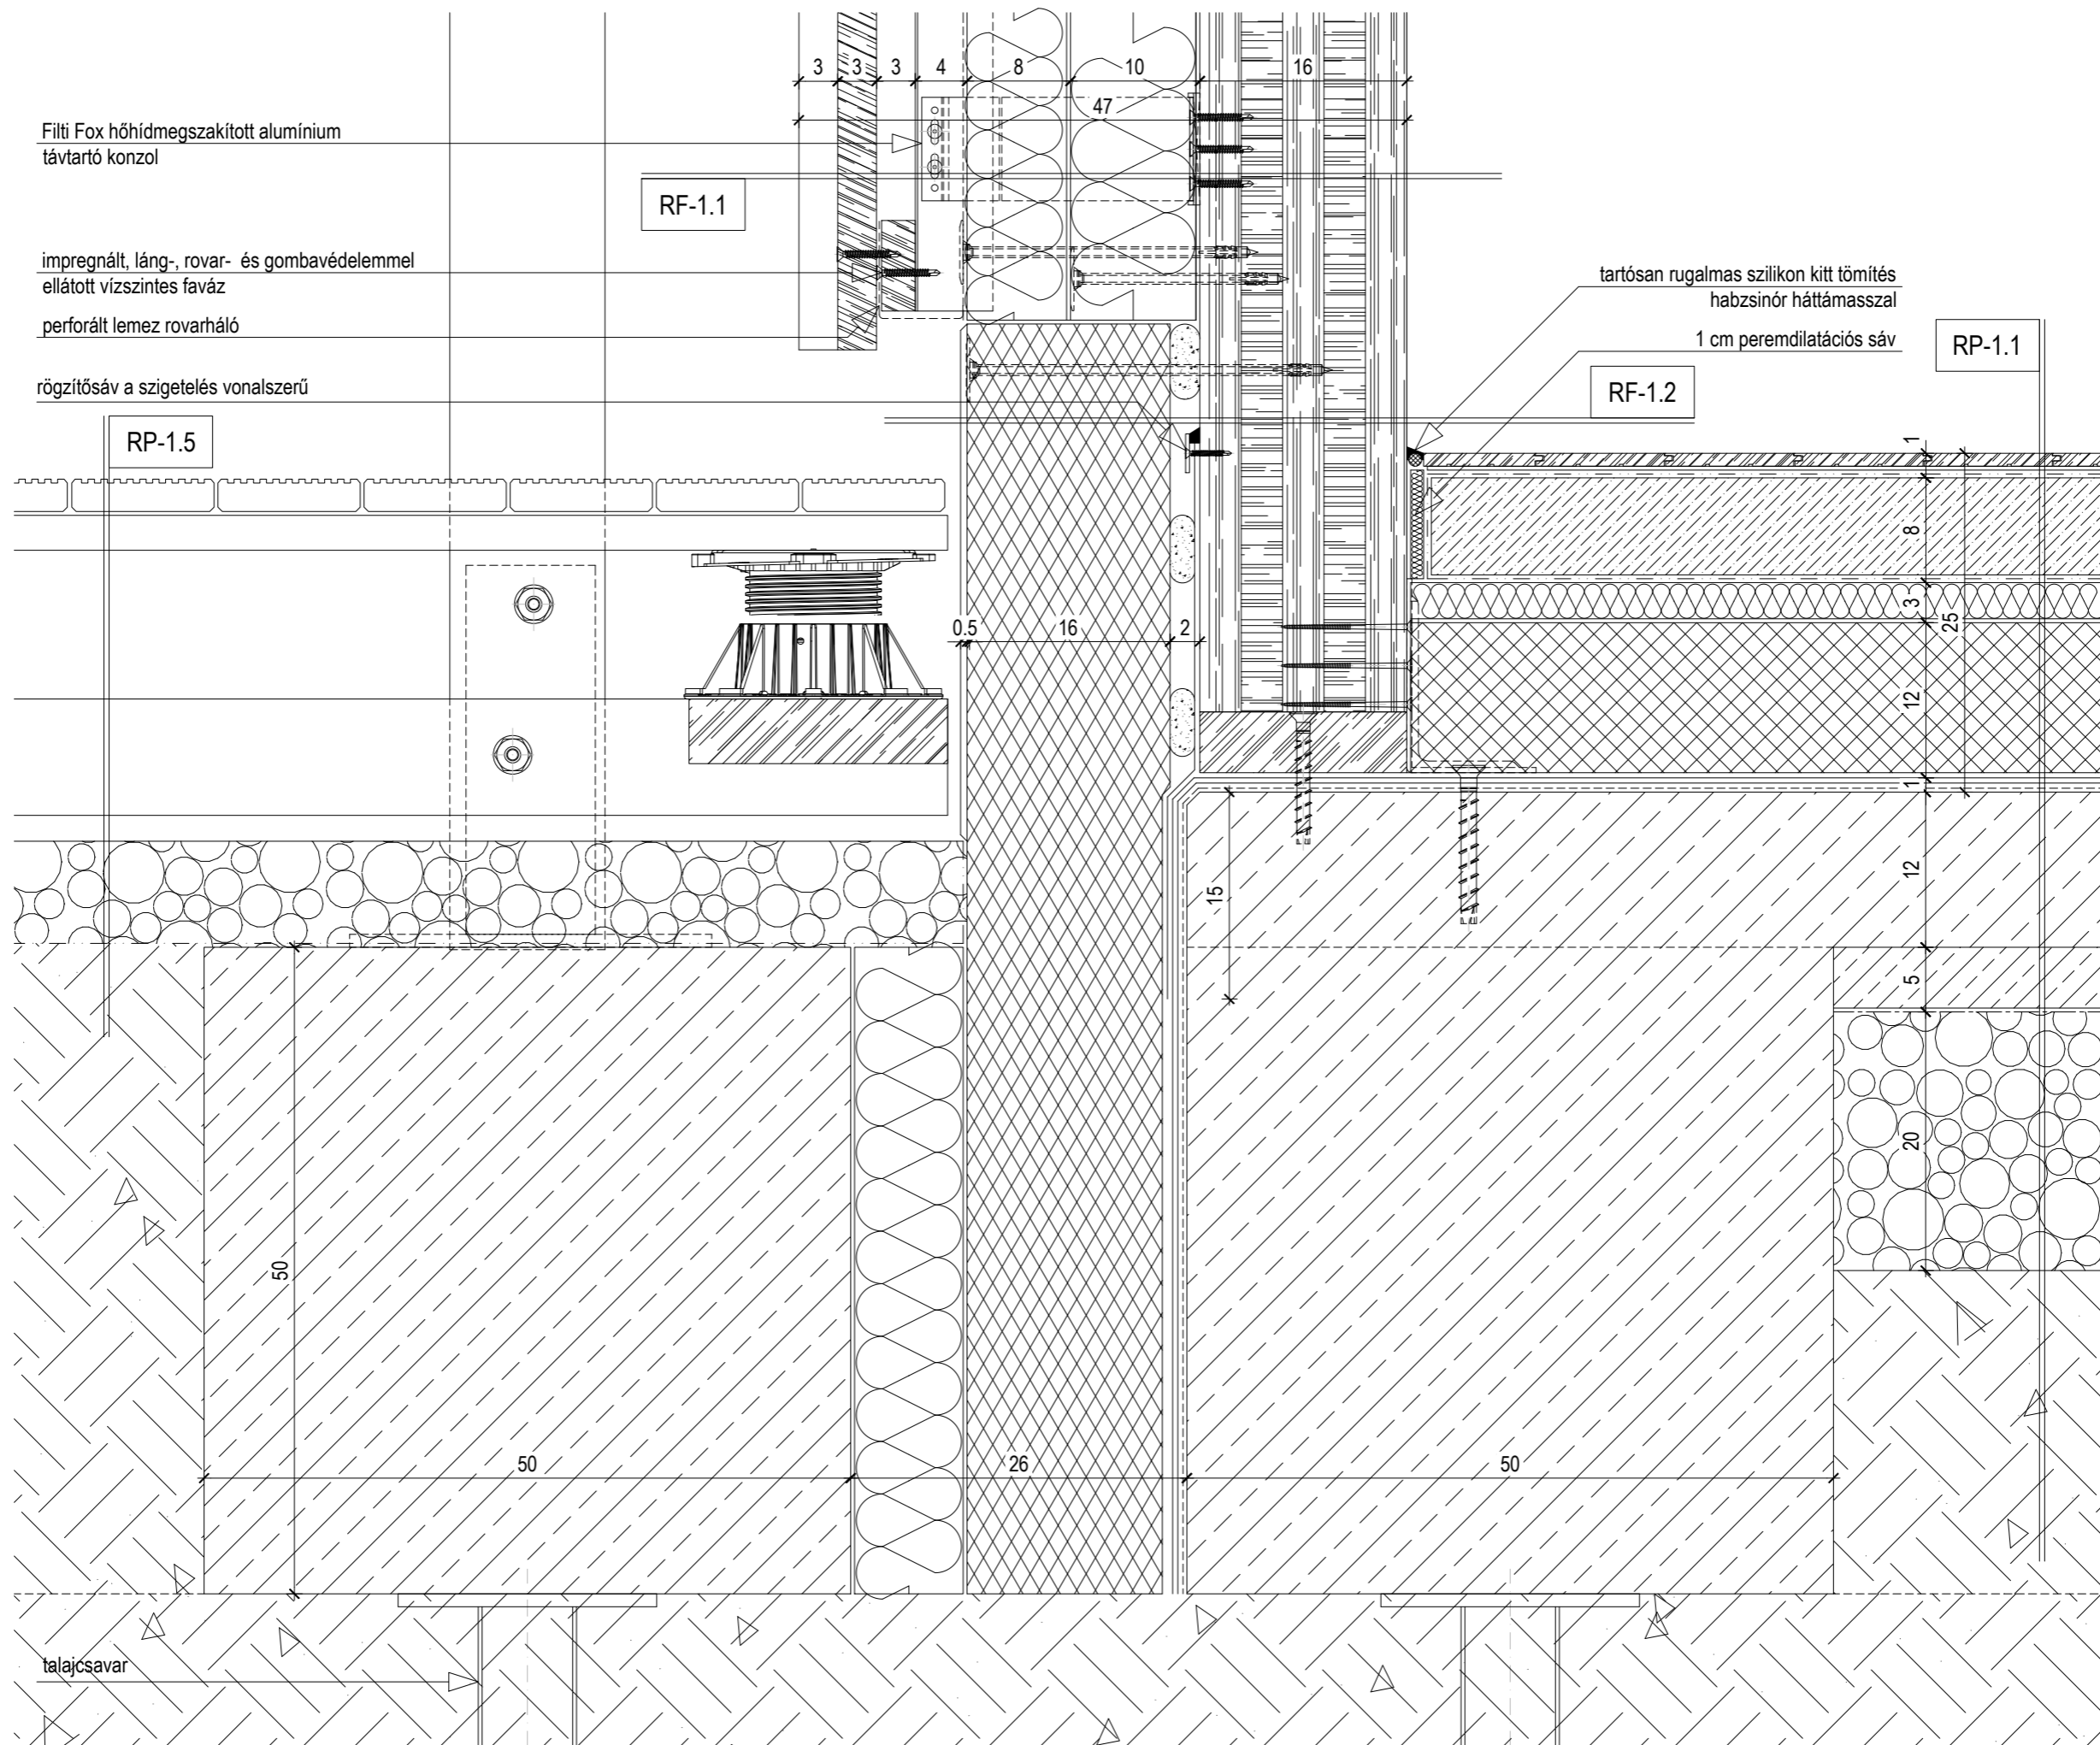 3 3 3 4 8 10 16
47
Filti Fox hőhídmegszakított alumínium
távtartó konzol
RF-1.1
impregnált, láng-, rovar- és gombavédelemmel
ellátott vízszintes faváz
perforált lemez rovarháló
rögzítősáv a szigetelés vonalszerű
RP-1.5
tartósan rugalmas szilikon kitt tömítés
habzsinór háttámasszal
1 cm peremdilatációs sáv
RP-1.1
RF-1.2
1
8
3
25
12
1
12
5
20
0.5 16 2
15
50
50 26 50
talajcsavar